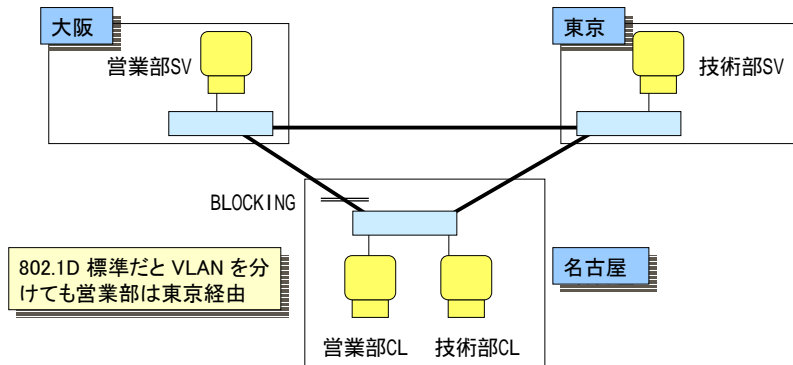 大阪
東京
営業部SV
技術部SV
BLOCKING
802.1D 標準だと VLAN を分
けても営業部は東京経由
名古屋
営業部CL
技術部CL